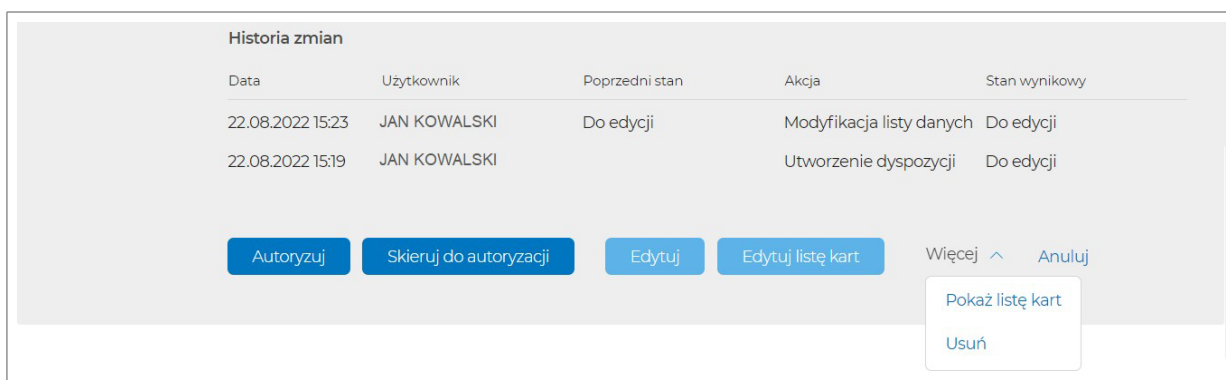 Historia zmian
Data Użytkownik Poprzedni stan Akcja Stan wynikowy
22.08.2022 15:23 JAN KOWALSKI Do edycji Modyfikacja listy danych Do edycji
22.08.2022 15:19 JAN KOWALSKI Utworzenie dyspozycji Do edycji
Autoryzuj Skieruj do autoryzacji Edytuj Edytuj listę kart Więcej Anuluj
Pokaż listę kart
Usuń